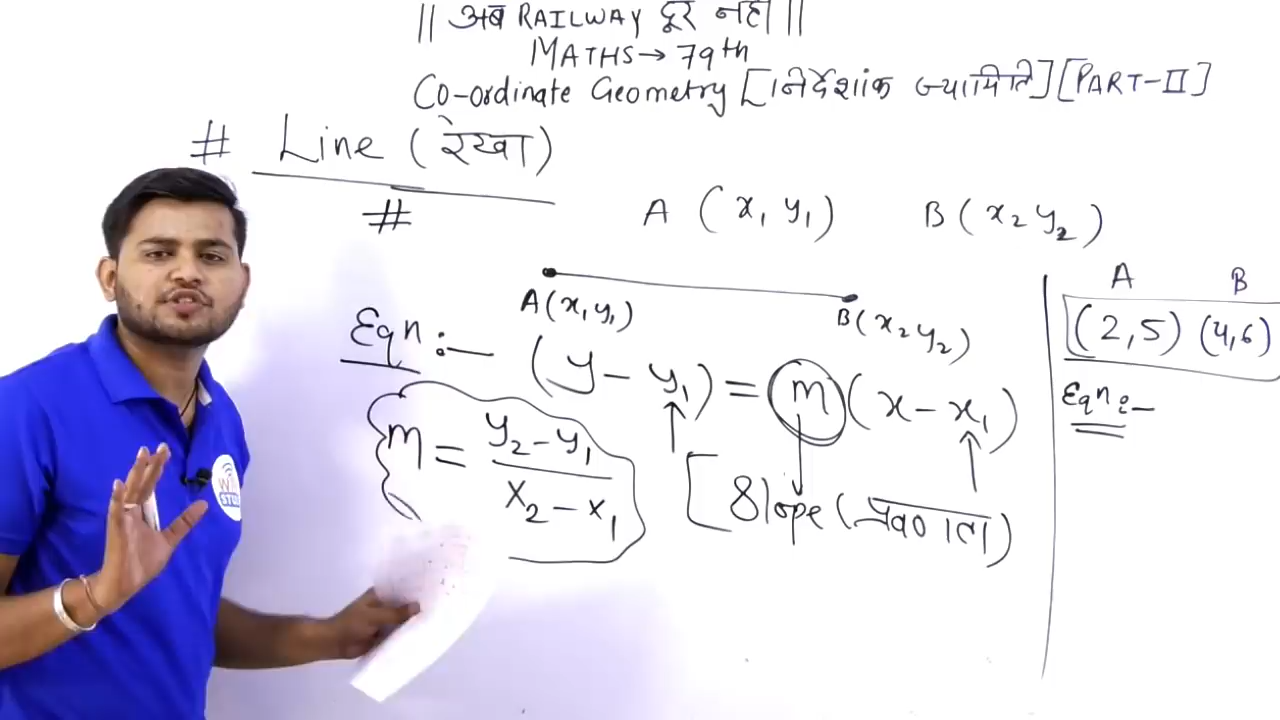 || अब RAILWAY दूर नही ||
MATHS→ 79th
Co-ordinate Geometry [निर्देशांक ज्यामिति] [PART-II]
# Line (रेखा)
#
A (x1 y1) B (x2 y2)
A(x1 y1) B(x2 y2)
Eqn:— (y - y1) = m (x - x1)
m = y2-y1 / x2-x1
[Slope (प्रवणता)
A B
(2,5) (4,6)
Eqn:—